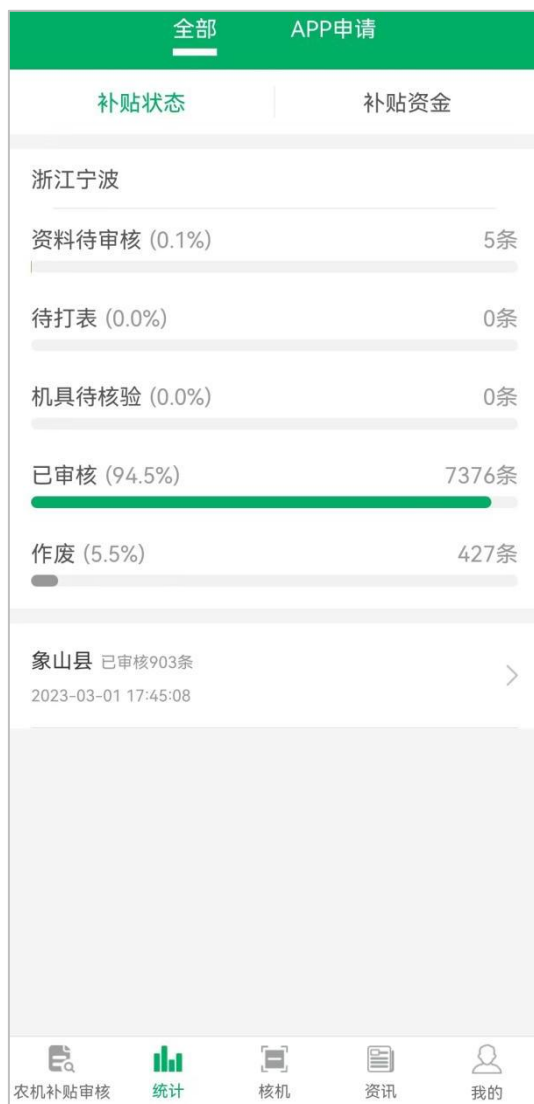 全部 APP申请
补贴状态 补贴资金
浙江宁波
资料待审核 (0.1%) 5条
待打表 (0.0%) 0条
机具待核验 (0.0%) 0条
已审核 (94.5%) 7376条
作废 (5.5%) 427条
象山县 已审核903条
2023-03-01 17:45:08
农机补贴审核 统计 核机 资讯 我的